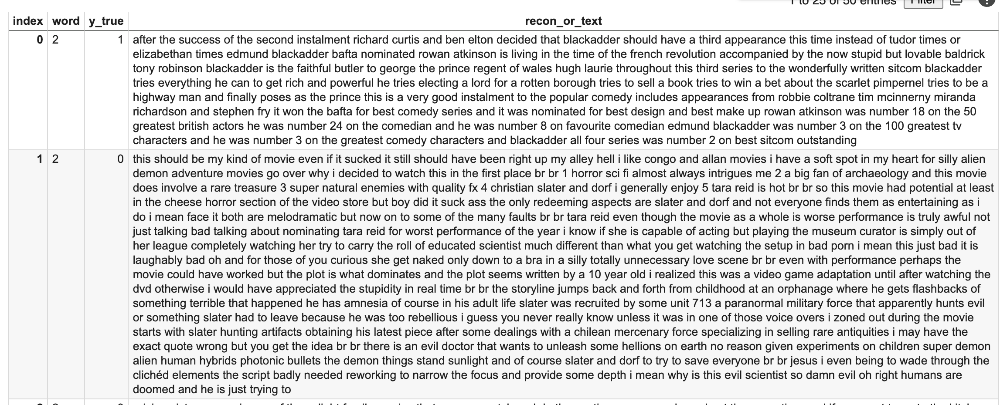 1 to 25 of 50 entries Filter
index word y_true recon_or_text
0 2 1 after the success of the second instalment richard curtis and ben elton decided that blackadder should have a third appearance this time instead of tudor times or
elizabethan times edmund blackadder bafta nominated rowan atkinson is living in the time of the french revolution accompanied by the now stupid but lovable baldrick
tony robinson blackadder is the faithful butler to george the prince regent of wales hugh laurie throughout this third series to the wonderfully written sitcom blackadder
tries everything he can to get rich and powerful he tries electing a lord for a rotten borough tries to sell a book tries to win a bet about the scarlet pimpernel tries to be a
highway man and finally poses as the prince this is a very good instalment to the popular comedy includes appearances from robbie coltrane tim mcinnerny miranda
richardson and stephen fry it won the bafta for best comedy series and it was nominated for best design and best make up rowan atkinson was number 18 on the 50
greatest british actors he was number 24 on the comedian and he was number 8 on favourite comedian edmund blackadder was number 3 on the 100 greatest tv
characters and he was number 3 on the greatest comedy characters and blackadder all four series was number 2 on best sitcom outstanding
1 2 0 this should be my kind of movie even if it sucked it still should have been right up my alley hell i like congo and allan movies i have a soft spot in my heart for silly alien
demon adventure movies go over why i decided to watch this in the first place br br 1 horror sci fi almost always intrigues me 2 a big fan of archaeology and this movie
does involve a rare treasure 3 super natural enemies with quality fx 4 christian slater and dorf i generally enjoy 5 tara reid is hot br br so this movie had potential at least
in the cheese horror section of the video store but boy did it suck ass the only redeeming aspects are slater and dorf and not everyone finds them as entertaining as i
do i mean face it both are melodramatic but now on to some of the many faults br br tara reid even though the movie as a whole is worse performance is truly awful not
just talking bad talking about nominating tara reid for worst performance of the year i know if she is capable of acting but playing the museum curator is simply out of
her league completely watching her try to carry the roll of educated scientist much different than what you get watching the setup in bad porn i mean this just bad it is
laughably bad oh and for those of you curious she get naked only down to a bra in a silly totally unnecessary love scene br br even with performance perhaps the
movie could have worked but the plot is what dominates and the plot seems written by a 10 year old i realized this was a video game adaptation until after watching the
dvd otherwise i would have appreciated the stupidity in real time br br the storyline jumps back and forth from childhood at an orphanage where he gets flashbacks of
something terrible that happened he has amnesia of course in his adult life slater was recruited by some unit 713 a paranormal military force that apparently hunts evil
or something slater had to leave because he was too rebellious i guess you never really know unless it was in one of those voice overs i zoned out during the movie
starts with slater hunting artifacts obtaining his latest piece after some dealings with a chilean mercenary force specializing in selling rare antiquities i may have the
exact quote wrong but you get the idea br br there is an evil doctor that wants to unleash some hellions on earth no reason given experiments on children super demon
alien human hybrids photonic bullets the demon things stand sunlight and of course slater and dorf to try to save everyone br br jesus i even being to wade through the
clichéd elements the script badly needed reworking to narrow the focus and provide some depth i mean why is this evil scientist so damn evil oh right humans are
doomed and he is just trying to